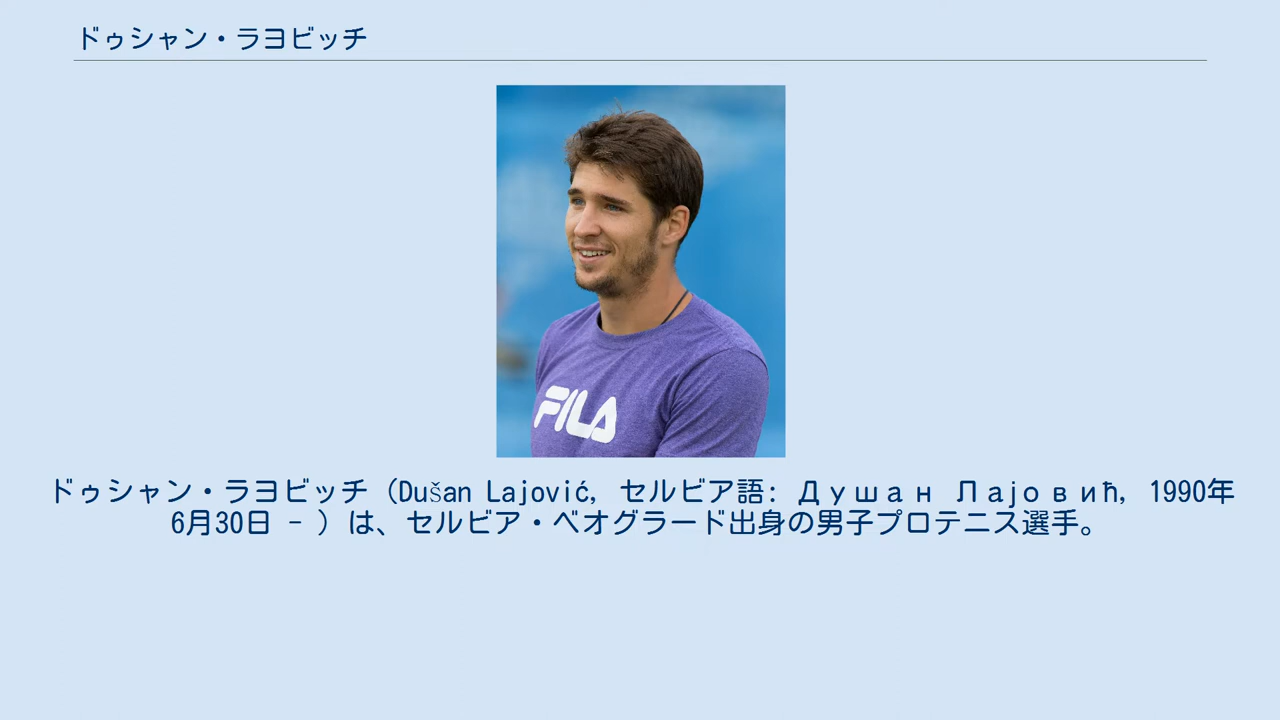 ドゥシャン・ラヨビッチ
FILA
ドゥシャン・ラヨビッチ（Dušan Lajović, セルビア語: Душан Лајовић, 1990年
6月30日 - ）は、セルビア・ベオグラード出身の男子プロテニス選手。